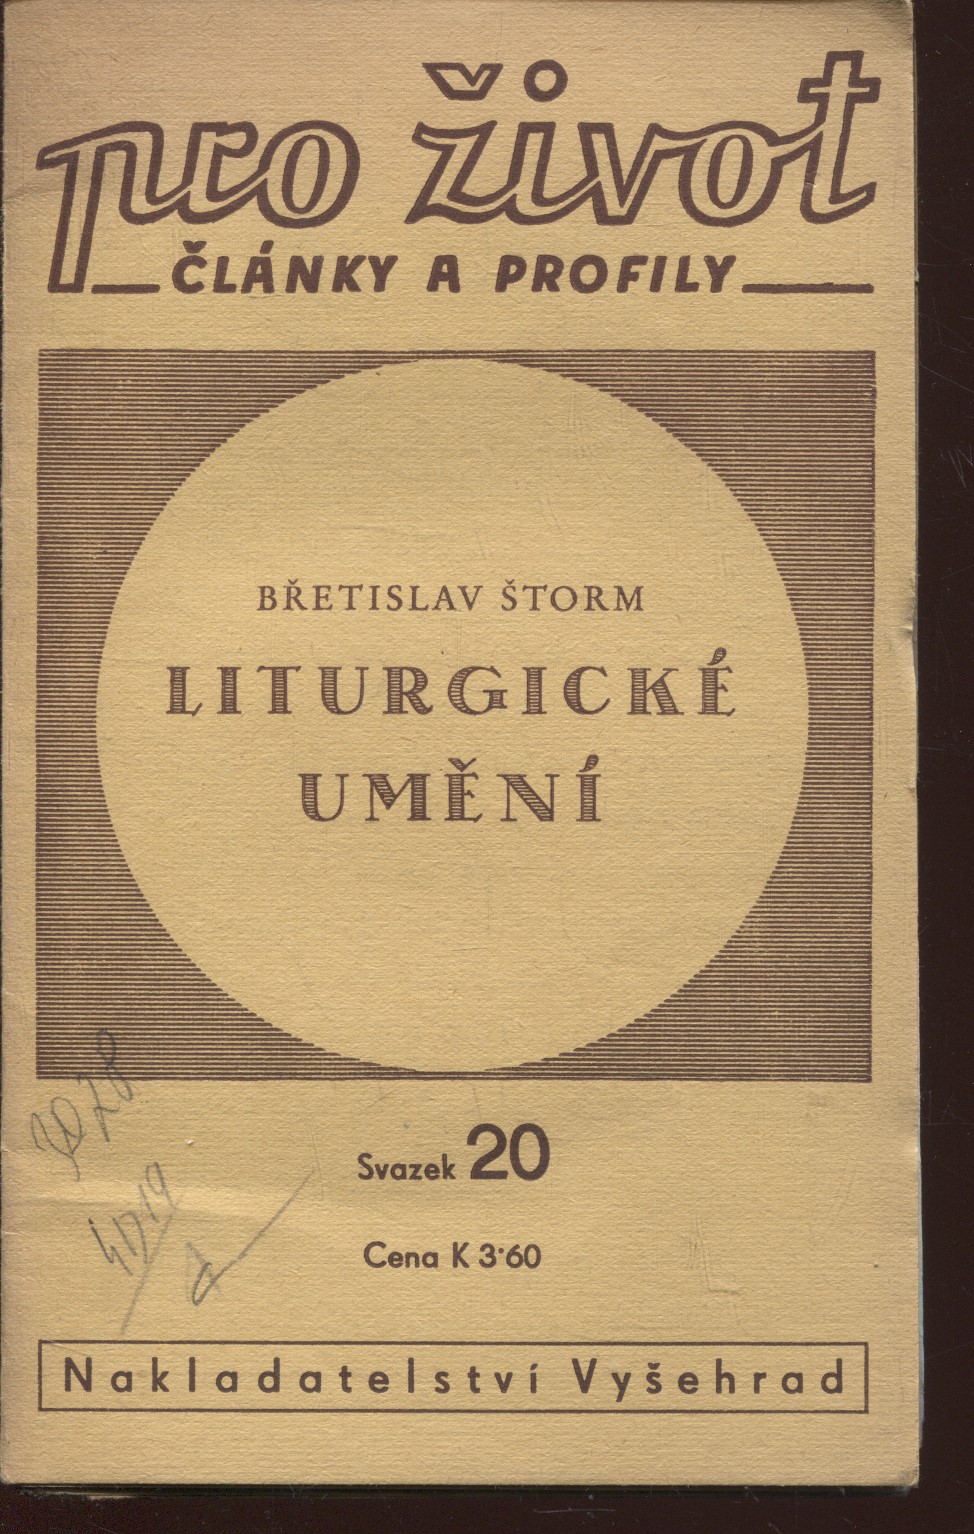 pro život
ČLÁNKY A PROFILY
BŘETISLAV ŠTORM
LITURGICKÉ
UMĚNÍ
Svazek 20
Cena K 3·60
Nakladatelství Vyšehrad